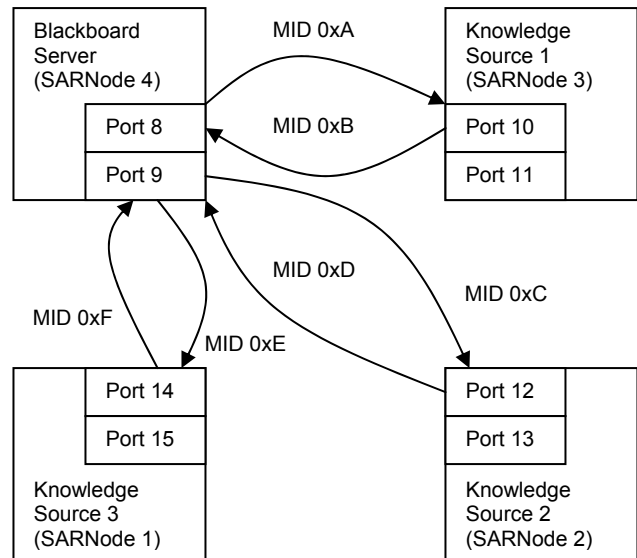 Blackboard
Server
(SARNode 4)
Port 8
Port 9
MID 0xA
MID 0xB
Knowledge
Source 1
(SARNode 3)
Port 10
Port 11
MID 0xD
MID 0xC
MID 0xF
MID 0xE
Port 14
Port 15
Knowledge
Source 3
(SARNode 1)
Port 12
Port 13
Knowledge
Source 2
(SARNode 2)